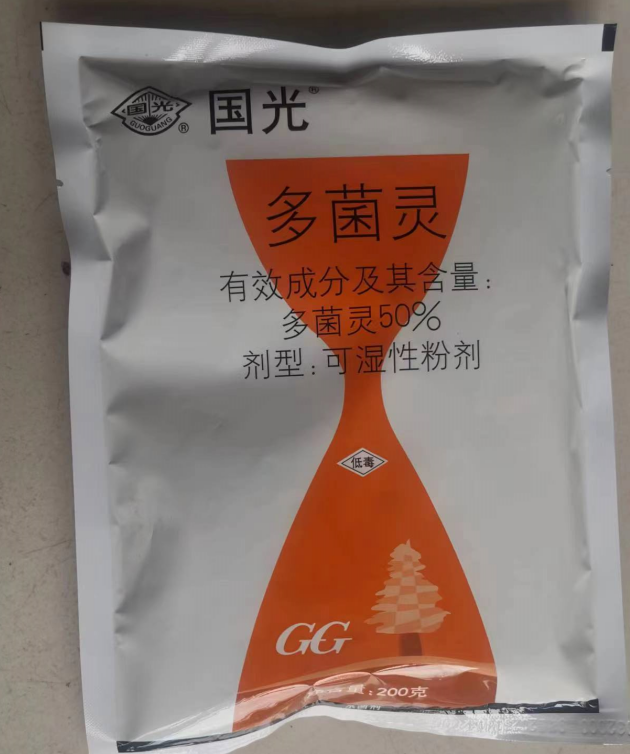 国光
GUOGUANG
®
国光®
多菌灵
有效成分及其含量:
多菌灵50%
剂型:可湿性粉剂
低毒
GG
量:200克